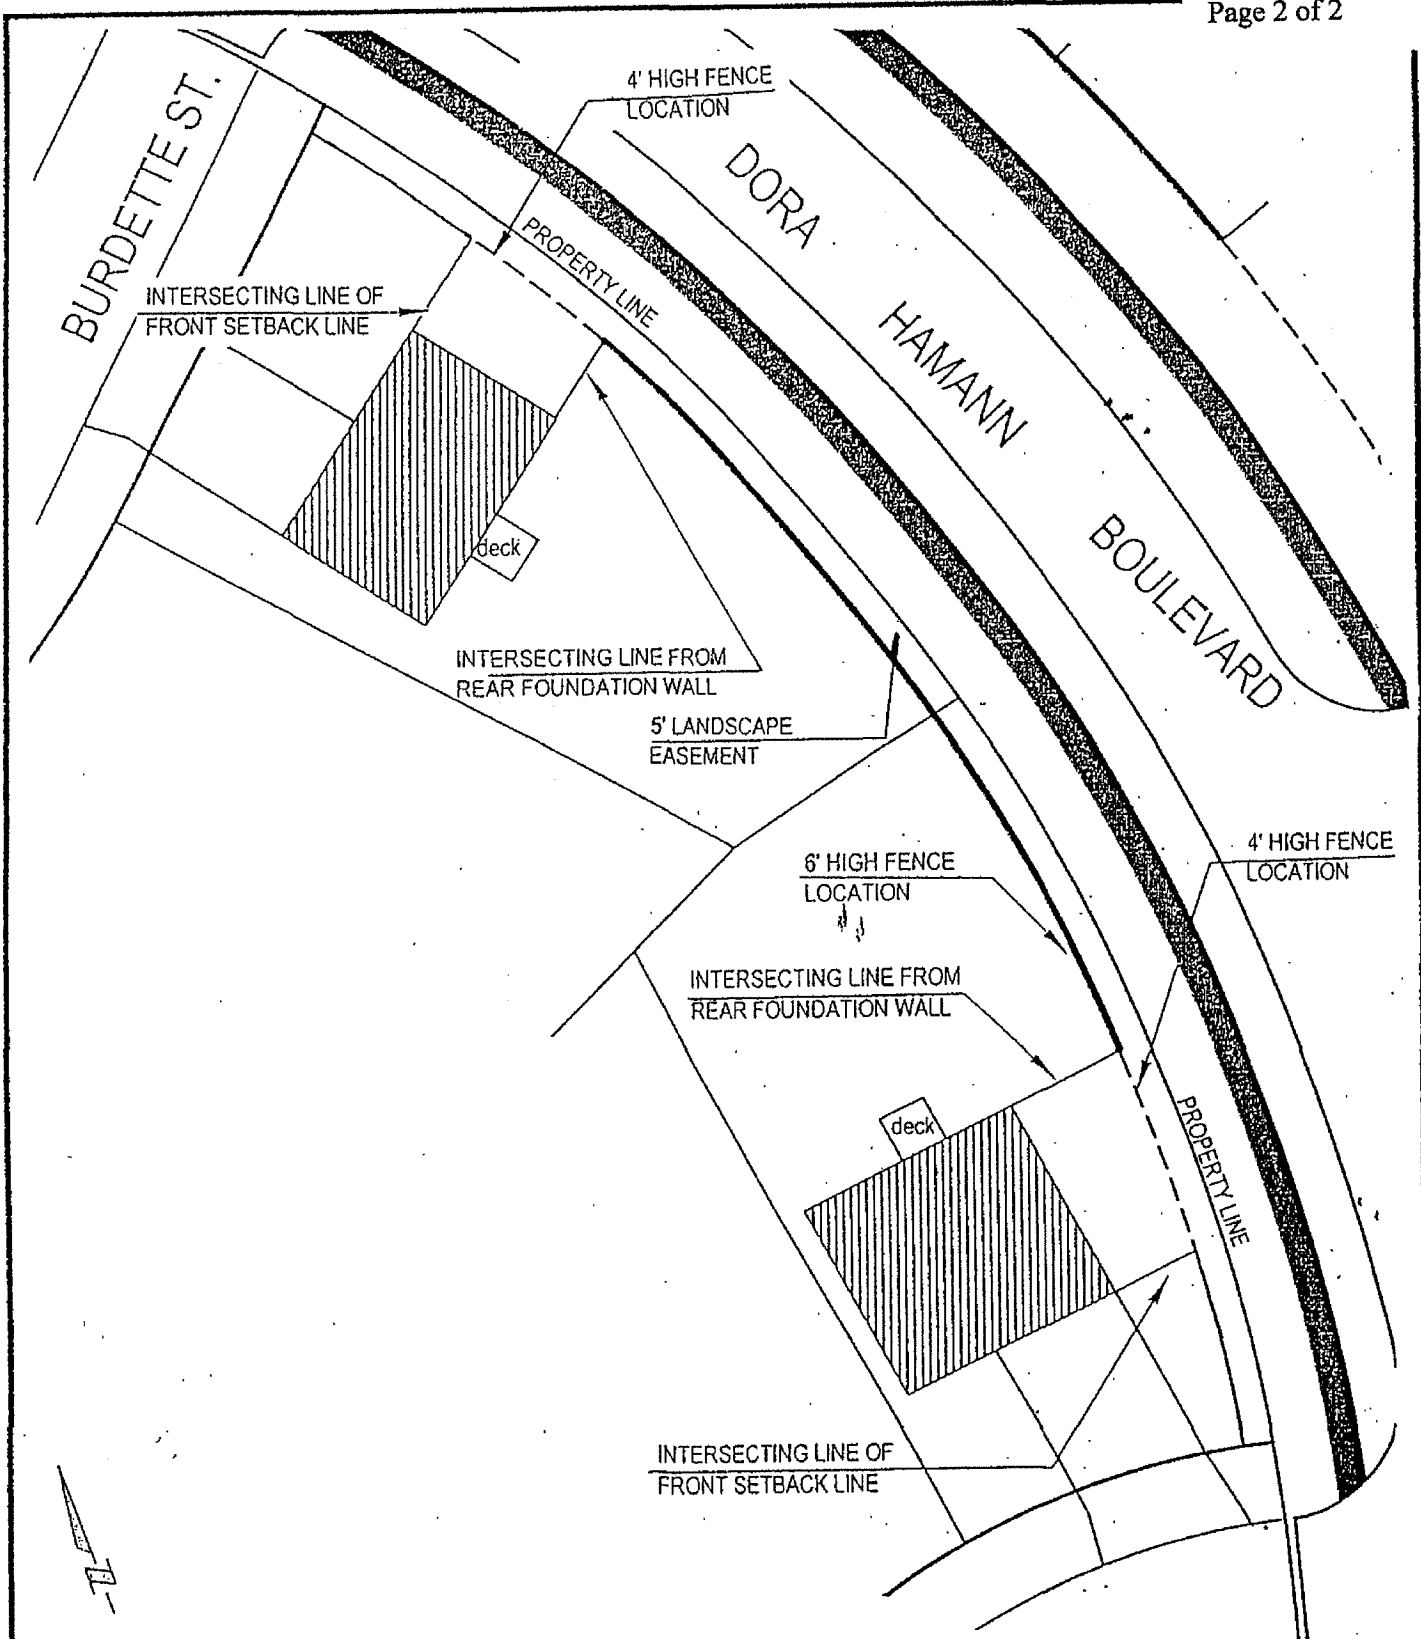 Page 2 of 2
4' HIGH FENCE
LOCATION
BURDETTE ST.
DORA
HAMANN
BOULEVARD
PROPERTY LINE
INTERSECTING LINE OF
FRONT SETBACK LINE
deck
INTERSECTING LINE FROM
REAR FOUNDATION WALL
5' LANDSCAPE
EASEMENT
4' HIGH FENCE
LOCATION
6' HIGH FENCE
LOCATION
INTERSECTING LINE FROM
REAR FOUNDATION WALL
deck
PROPERTY LINE
INTERSECTING LINE OF
FRONT SETBACK LINE
N